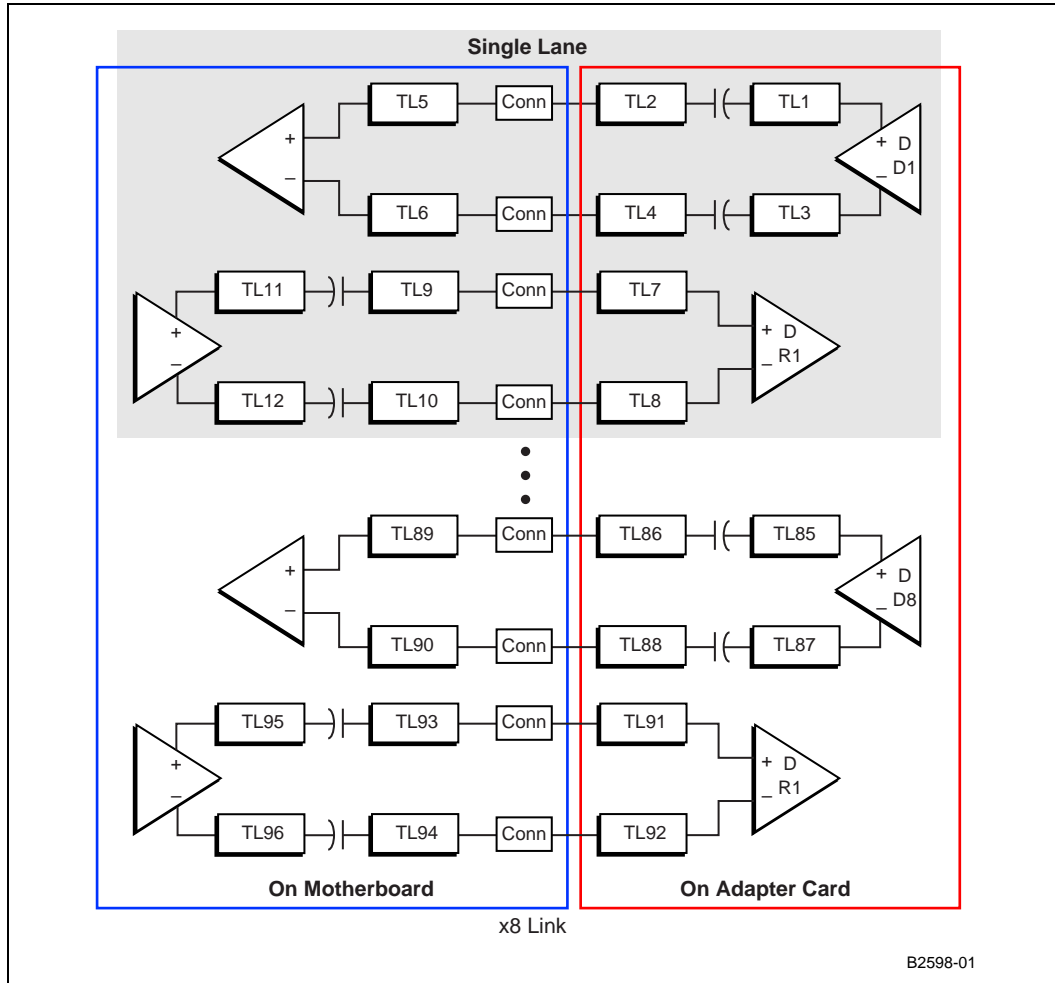 Single Lane
TL5 Conn TL2 TL1
+ + D
– – D1
TL6 Conn TL4 TL3
TL11 TL9 Conn TL7
+ + D
– – R1
TL12 TL10 Conn TL8
TL89 Conn TL86 TL85
+ + D
– – D8
TL90 Conn TL88 TL87
TL95 TL93 Conn TL91
+ + D
– – R1
TL96 TL94 Conn TL92
On Motherboard On Adapter Card
x8 Link
B2598-01